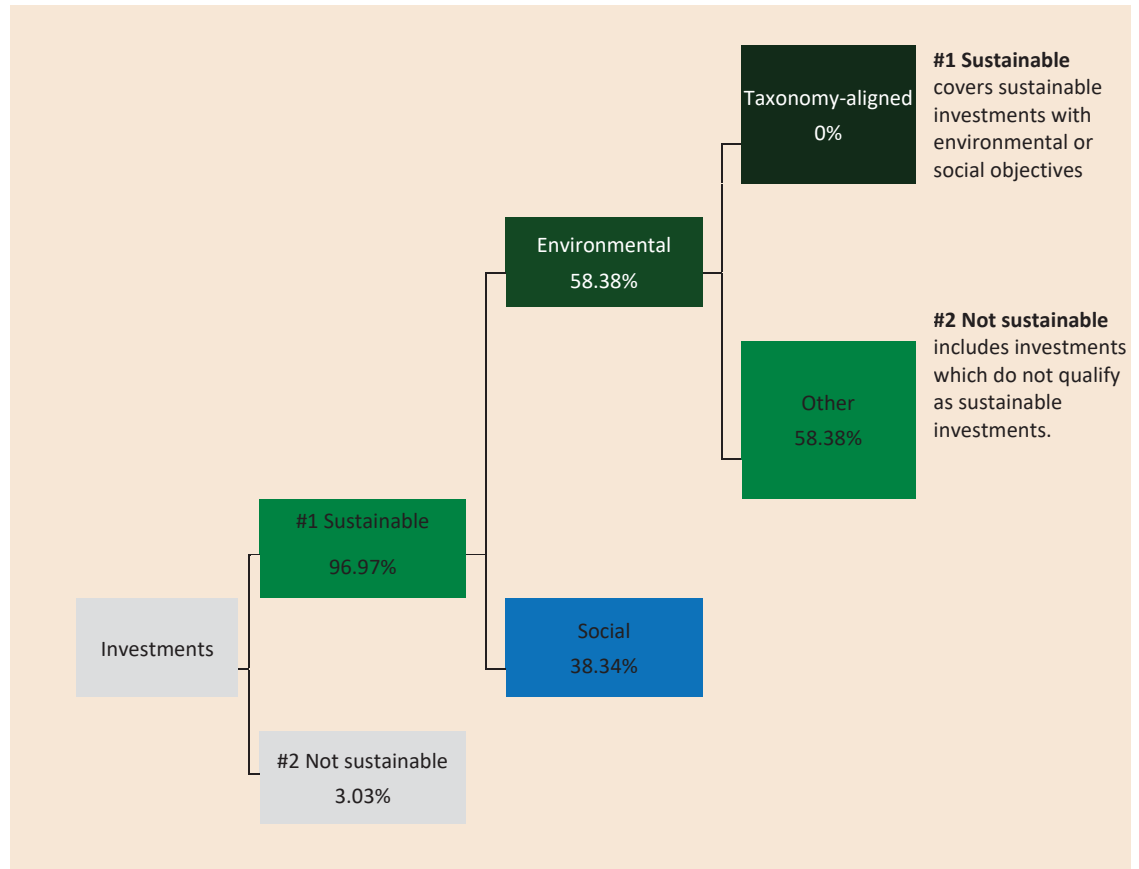 Taxonomy-aligned
0%
#1 Sustainable
covers sustainable
investments with
environmental or
social objectives
Environmental
58.38%
#2 Not sustainable
includes investments
which do not qualify
as sustainable
investments.
Other
58.38%
#1 Sustainable
96.97%
Social
38.34%
Investments
#2 Not sustainable
3.03%